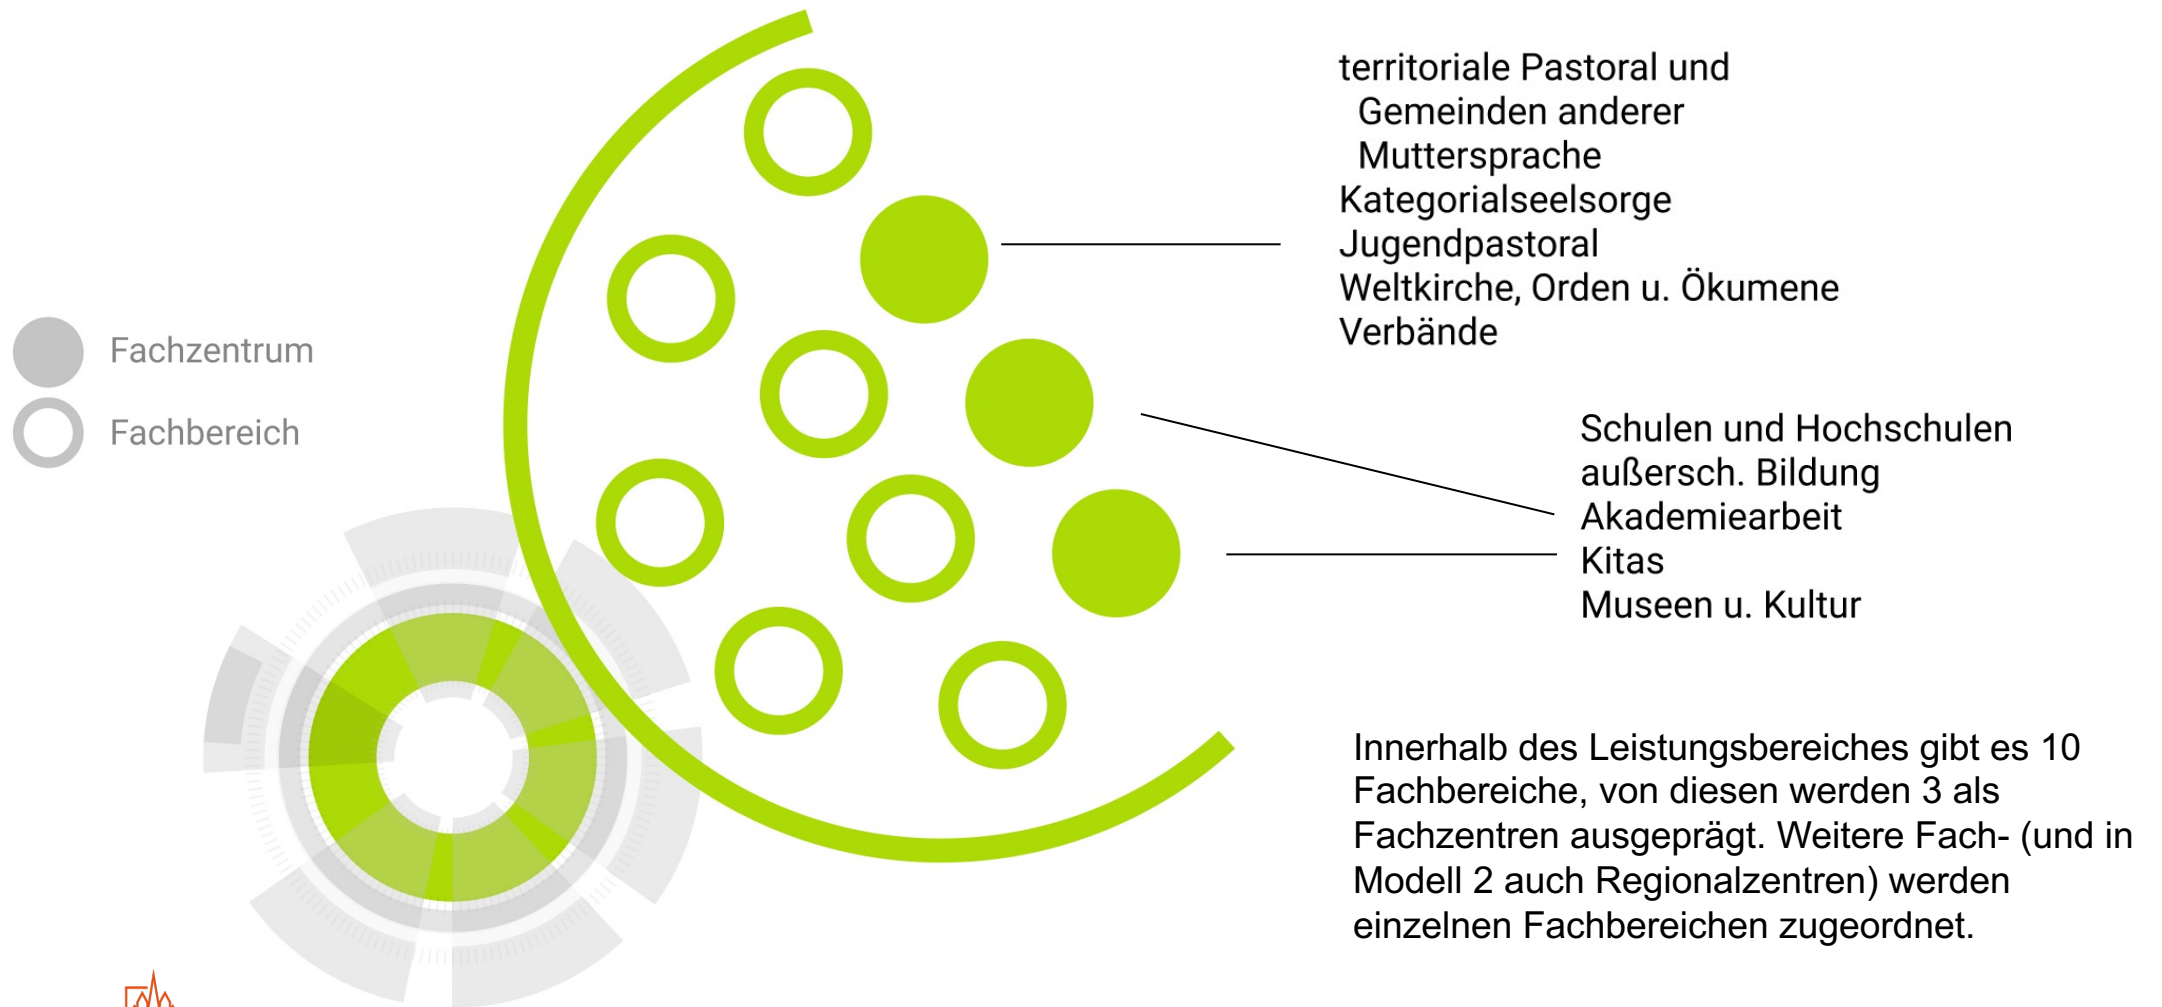 territoriale Pastoral und
Gemeinden anderer
Muttersprache
Kategorialseelsorge
Jugendpastoral
Weltkirche, Orden u. Ökumene
Verbände
Fachzentrum
Fachbereich
Schulen und Hochschulen
außersch. Bildung
Akademiearbeit
Kitas
Museen u. Kultur
Innerhalb des Leistungsbereiches gibt es 10
Fachbereiche, von diesen werden 3 als
Fachzentren ausgeprägt. Weitere Fach- (und in
Modell 2 auch Regionalzentren) werden
einzelnen Fachbereichen zugeordnet.